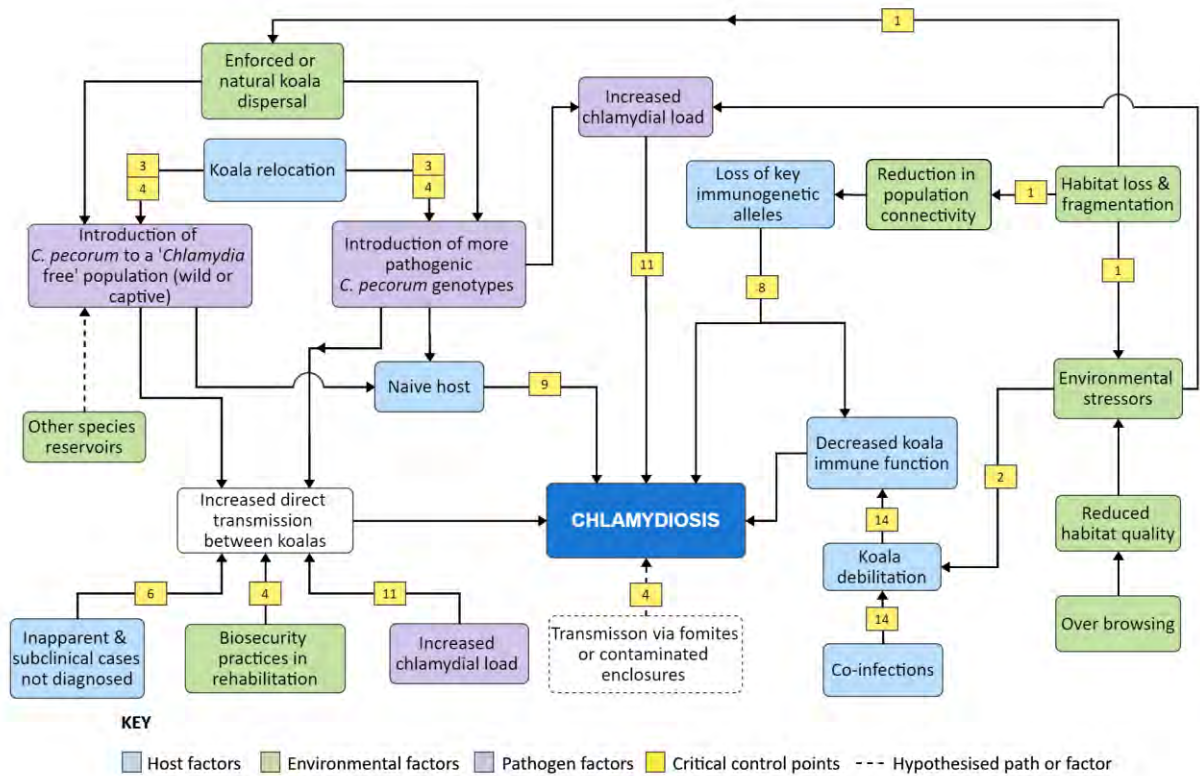 1
Enforced or
natural koala
dispersal
Increased
chlamydial load
3
4
Koala relocation
3
4
Loss of key
immunogenetic
alleles
Reduction in
population
connectivity
1
Habitat loss &
fragmentation
Introduction of
C. pecorum to a 'Chlamydia
free' population (wild or
captive)
Introduction of more
pathogenic
C. pecorum genotypes
11
8
1
Naive host
9
Environmental
stressors
Other species
reservoirs
Decreased koala
immune function
2
Increased direct
transmission
between koalas
CHLAMYDIOSIS
14
Reduced
habitat quality
Koala
debilitation
6
4
11
4
14
Over browsing
Inapparent &
subclinical cases
not diagnosed
Biosecurity
practices in
rehabilitation
Increased
chlamydial load
Transmisson via fomites
or contaminated
enclosures
Co-infections
KEY
Host factors
Environmental factors
Pathogen factors
Critical control points
Hypothesised path or factor